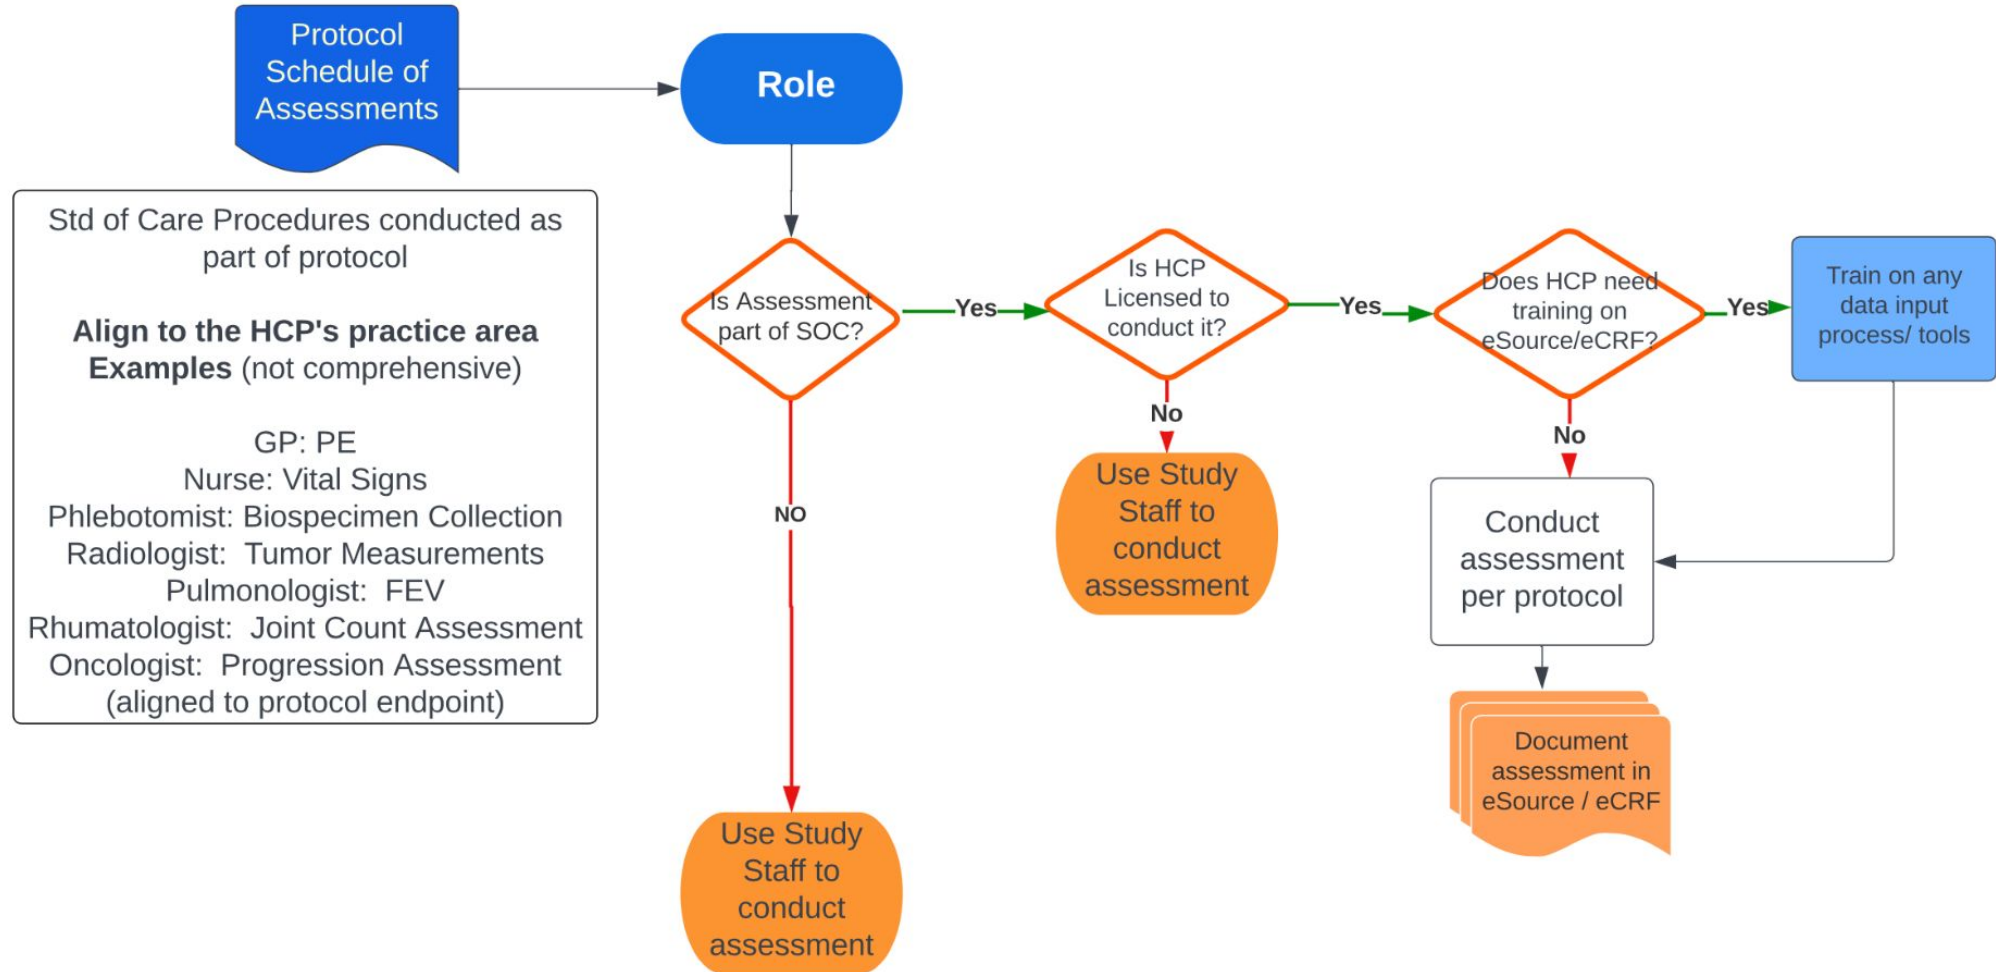 Protocol
Schedule of
Assessments
Role
Std of Care Procedures conducted as
part of protocol
Align to the HCP's practice area
Examples (not comprehensive)
GP: PE
Nurse: Vital Signs
Phlebotomist: Biospecimen Collection
Radiologist: Tumor Measurements
Pulmonologist: FEV
Rhumatologist: Joint Count Assessment
Oncologist: Progression Assessment
(aligned to protocol endpoint)
Is Assessment
part of SOC?
Yes
Is HCP
Licensed to
conduct it?
Yes
Does HCP need
training on
eSource/eCRF?
Yes
Train on any
data input
process/ tools
NO
No
No
Use Study
Staff to
conduct
assessment
Conduct
assessment
per protocol
Document
assessment in
eSource / eCRF
Use Study
Staff to
conduct
assessment